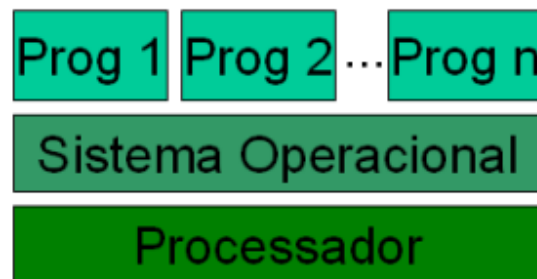 Prog 1 Prog 2 ... Prog n
Sistema Operacional
Processador